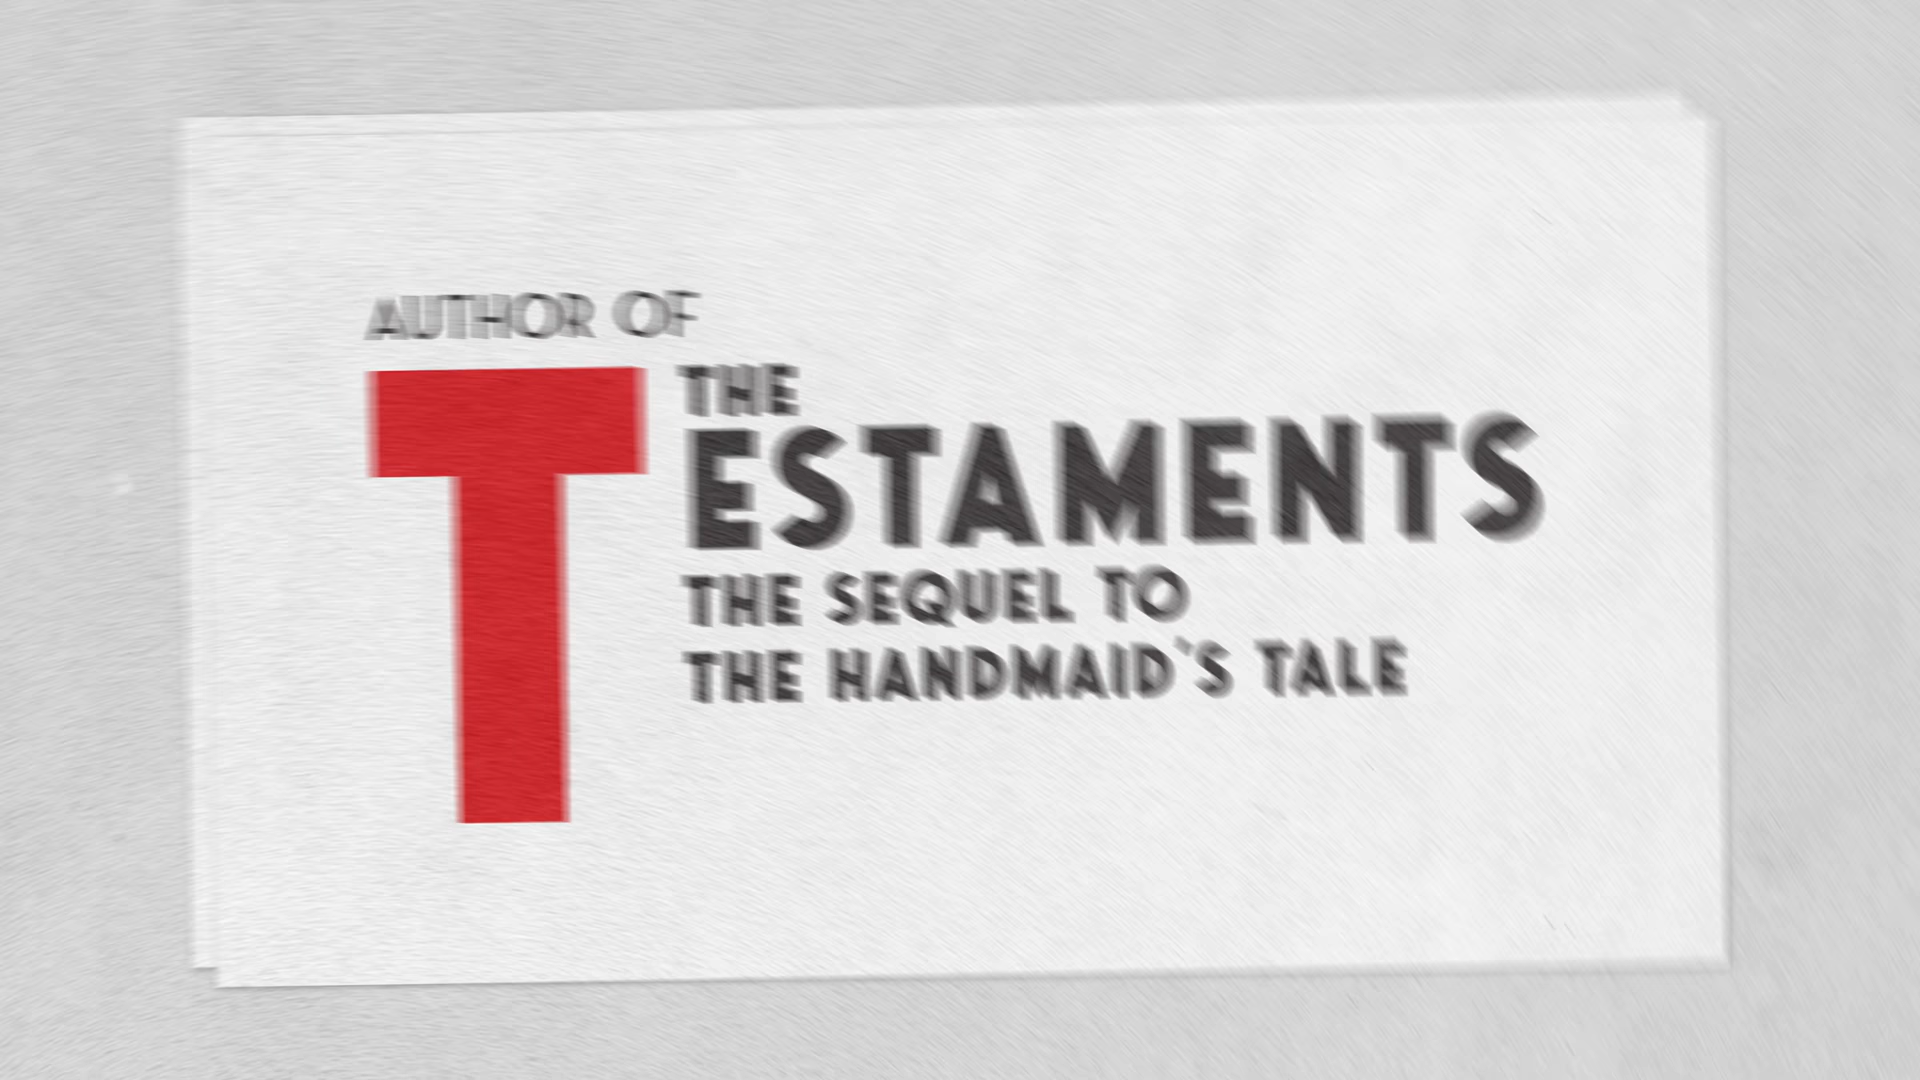 AUTHOR OF
THE
TESTAMENTS
THE SEQUEL TO
THE HANDMAID'S TALE